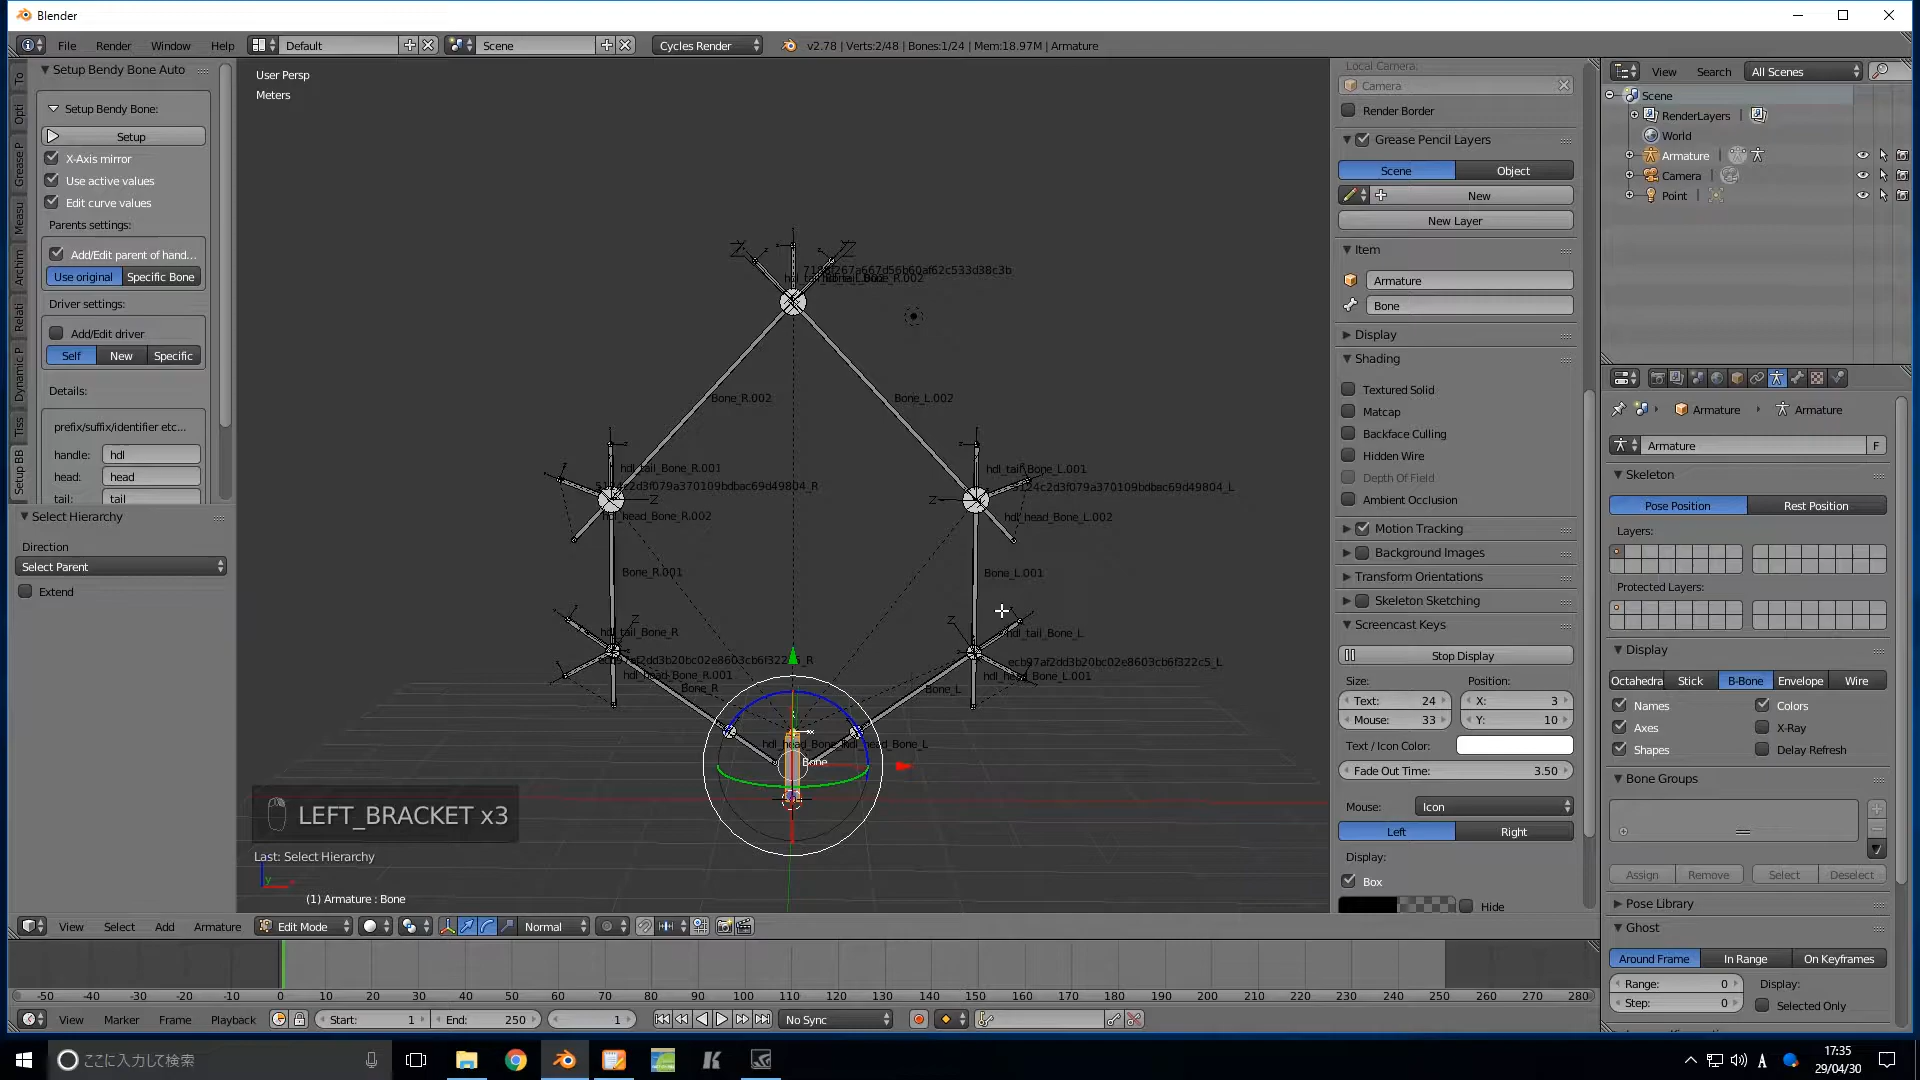 Blender
File
Render
Window
Help
Default
Scene
Cycles Render
v2.78 | Verts:2/48 | Bones:1/24 | Mem:18.97M | Armature
Setup Bendy Bone Auto
Setup Bendy Bone:
Setup
X-Axis mirror
Use active values
Edit curve values
Parents settings:
Add/Edit parent of hand...
Use original
Specific Bone
Driver settings:
Add/Edit driver
Self
New
Specific
Details:
prefix/suffix/identifier etc...
handle:
hdl
head:
head
tail:
tail
To
Opti
Grease P
Measu
Archim
Relati
Dynamic P
Tiss
Setup BB
Select Hierarchy
Direction
Select Parent
Extend
User Persp
Meters
Bone_R.002
Bone_L.002
hdl_tail_Bone_R.001
hdl_tail_Bone_L.001
5124c2d3f079a370109bdbac69d49804_R
5124c2d3f079a370109bdbac69d49804_L
hdl_head_Bone_R.002
hdl_head_Bone_L.002
Bone_R.001
Bone_L.001
hdl_tail_Bone_R
hdl_tail_Bone_L
ecb97af2dd3b20bc02e8603cb6f322c5_L
hdl_head_Bone_R.001
hdl_head_Bone_L.001
Bone_R
Bone_L
Bone
LEFT_BRACKET x3
Last: Select Hierarchy
(1) Armature : Bone
Local Camera:
Camera
Render Border
Grease Pencil Layers
Scene
Object
New
New Layer
Item
Armature
Bone
Display
Shading
Textured Solid
Matcap
Backface Culling
Hidden Wire
Depth Of Field
Ambient Occlusion
Motion Tracking
Background Images
Transform Orientations
Skeleton Sketching
Screencast Keys
Stop Display
Size:
Position:
Text: 24
X: 3
Mouse: 33
Y: 10
Text / Icon Color:
Fade Out Time: 3.50
Mouse:
Icon
Left
Right
Display:
Box
Hide
View
Search
All Scenes
Scene
RenderLayers
World
Armature
Camera
Point
Armature
Armature
Armature
F
Skeleton
Pose Position
Rest Position
Layers:
Protected Layers:
Display
Octahedra
Stick
B-Bone
Envelope
Wire
Names
Colors
Axes
X-Ray
Shapes
Delay Refresh
Bone Groups
Assign
Remove
Select
Deselect
Pose Library
Ghost
Around Frame
In Range
On Keyframes
Range: 0
Display:
Step: 0
Selected Only
View
Select
Add
Armature
Edit Mode
Normal
-50 -40 -30 -20 -10 0 10 20 30 40 50 60 70 80 90 100 110 120 130 140 150 160 170 180 190 200 210 220 230 240 250 260 270 280
View
Marker
Frame
Playback
Start: 1
End: 250
1
No Sync
ここに入力して検索
A
17:35
29/04/30